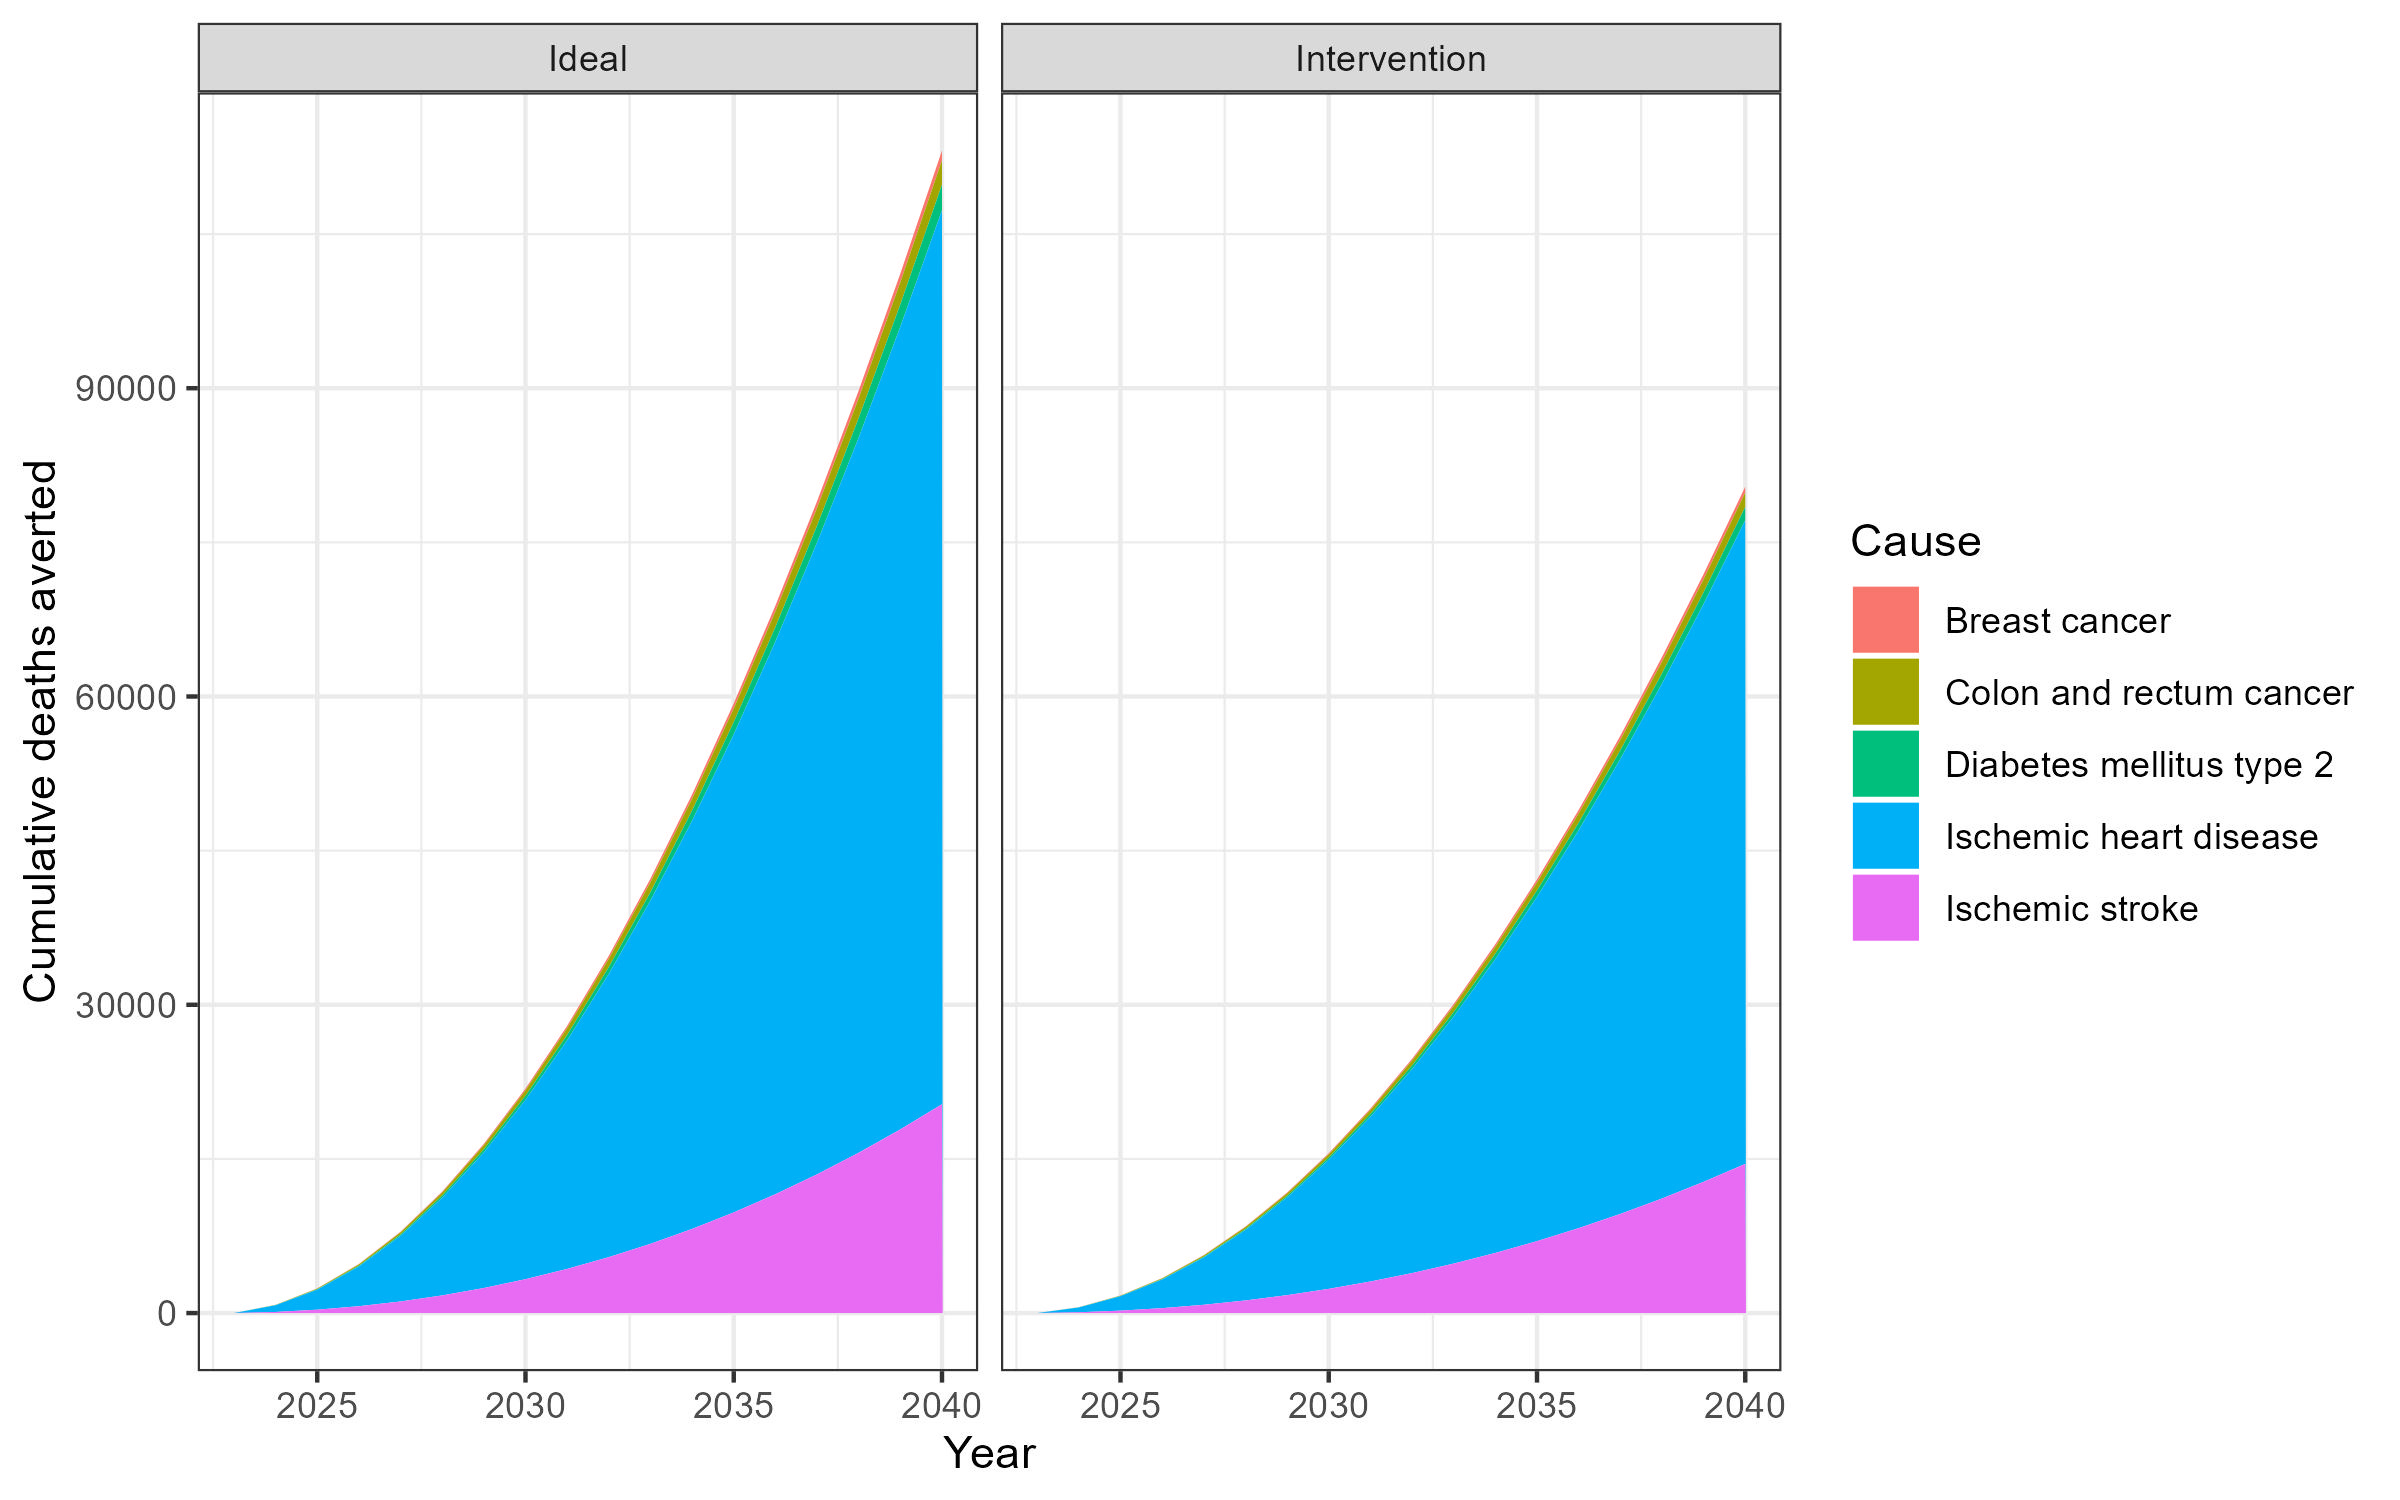 Ideal
Intervention
Cumulative deaths averted
90000
60000
30000
0
2025
2030
2035
2040
2025
2030
2035
2040
Year
Cause
Breast cancer
Colon and rectum cancer
Diabetes mellitus type 2
Ischemic heart disease
Ischemic stroke